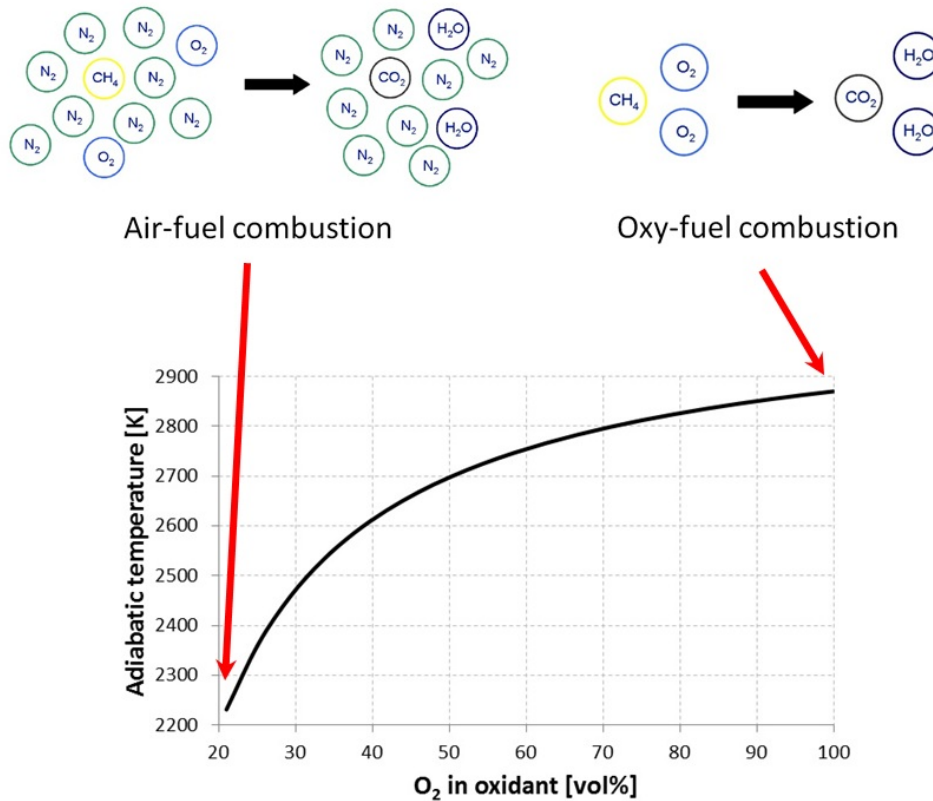 N₂
N₂
O₂
N₂
CH₄
N₂
N₂
N₂
N₂
N₂
O₂
N₂
H₂O
N₂
N₂
CO₂
N₂
N₂
N₂
H₂O
N₂
N₂
O₂
CH₄
O₂
H₂O
CO₂
H₂O
Air-fuel combustion
Oxy-fuel combustion
Adiabatic temperature [K]
2900
2800
2700
2600
2500
2400
2300
2200
20 30 40 50 60 70 80 90 100
O₂ in oxidant [vol%]